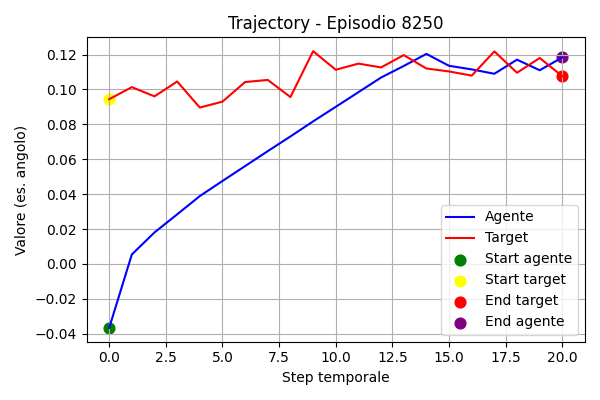 Trajectory - Episodio 8250
Valore (es. angolo)
0.12
0.10
0.08
0.06
0.04
0.02
0.00
−0.02
−0.04
Agente
Target
Start agente
Start target
End target
End agente
0.0 2.5 5.0 7.5 10.0 12.5 15.0 17.5 20.0
Step temporale